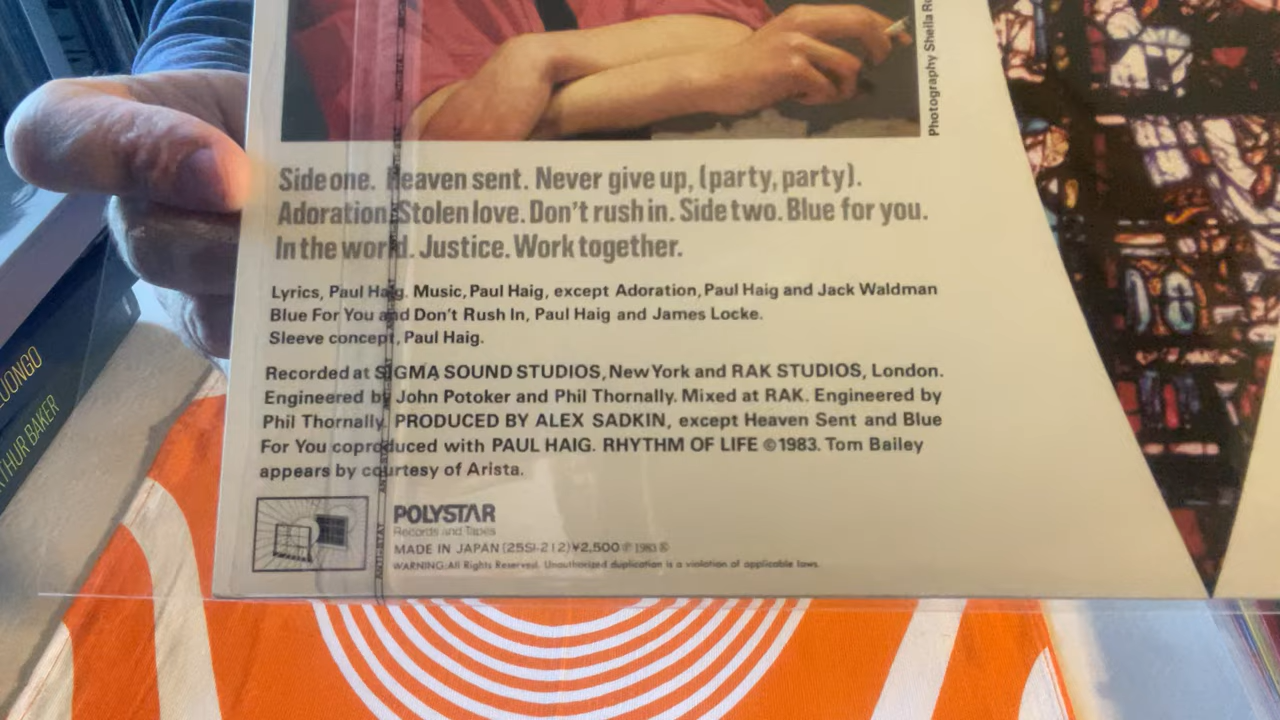 Photography Sheila
Side one. Heaven sent. Never give up, (party, party).
Adoration. Stolen love. Don't rush in. Side two. Blue for you.
In the world. Justice. Work together.
Lyrics, Paul Haig. Music, Paul Haig, except Adoration, Paul Haig and Jack Waldman
Blue For You and Don't Rush In, Paul Haig and James Locke.
Sleeve concept, Paul Haig.
Recorded at SIGMA SOUND STUDIOS, New York and RAK STUDIOS, London.
Engineered by John Potoker and Phil Thornally. Mixed at RAK. Engineered by
Phil Thornally. PRODUCED BY ALEX SADKIN, except Heaven Sent and Blue
For You coproduced with PAUL HAIG. RHYTHM OF LIFE ©1983. Tom Bailey
appears by courtesy of Arista.
POLYSTAR
Records and Tapes
MADE IN JAPAN (25SI-212) ¥2,500 ℗ 1983 ®
WARNING: All Rights Reserved. Unauthorized duplication is a violation of applicable laws.
UONGO
THUR BAKER
ANTI-STAT